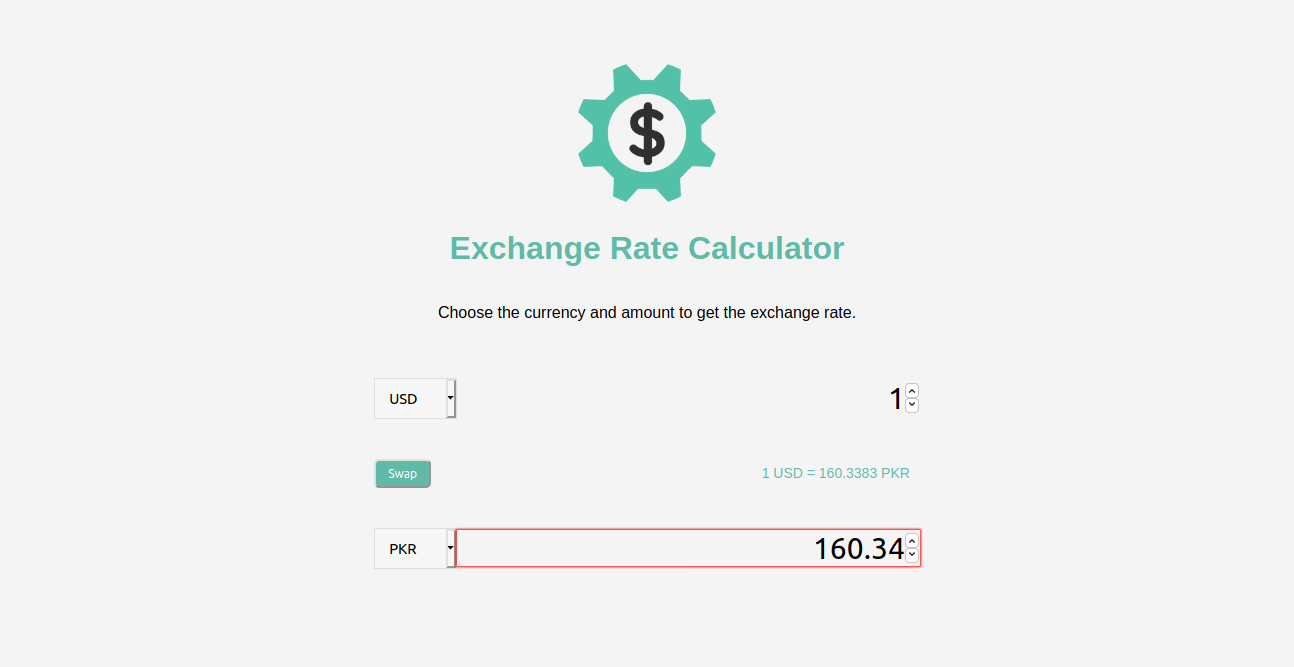 $
Exchange Rate Calculator
Choose the currency and amount to get the exchange rate.
USD 1
Swap 1 USD = 160.3383 PKR
PKR 160.34